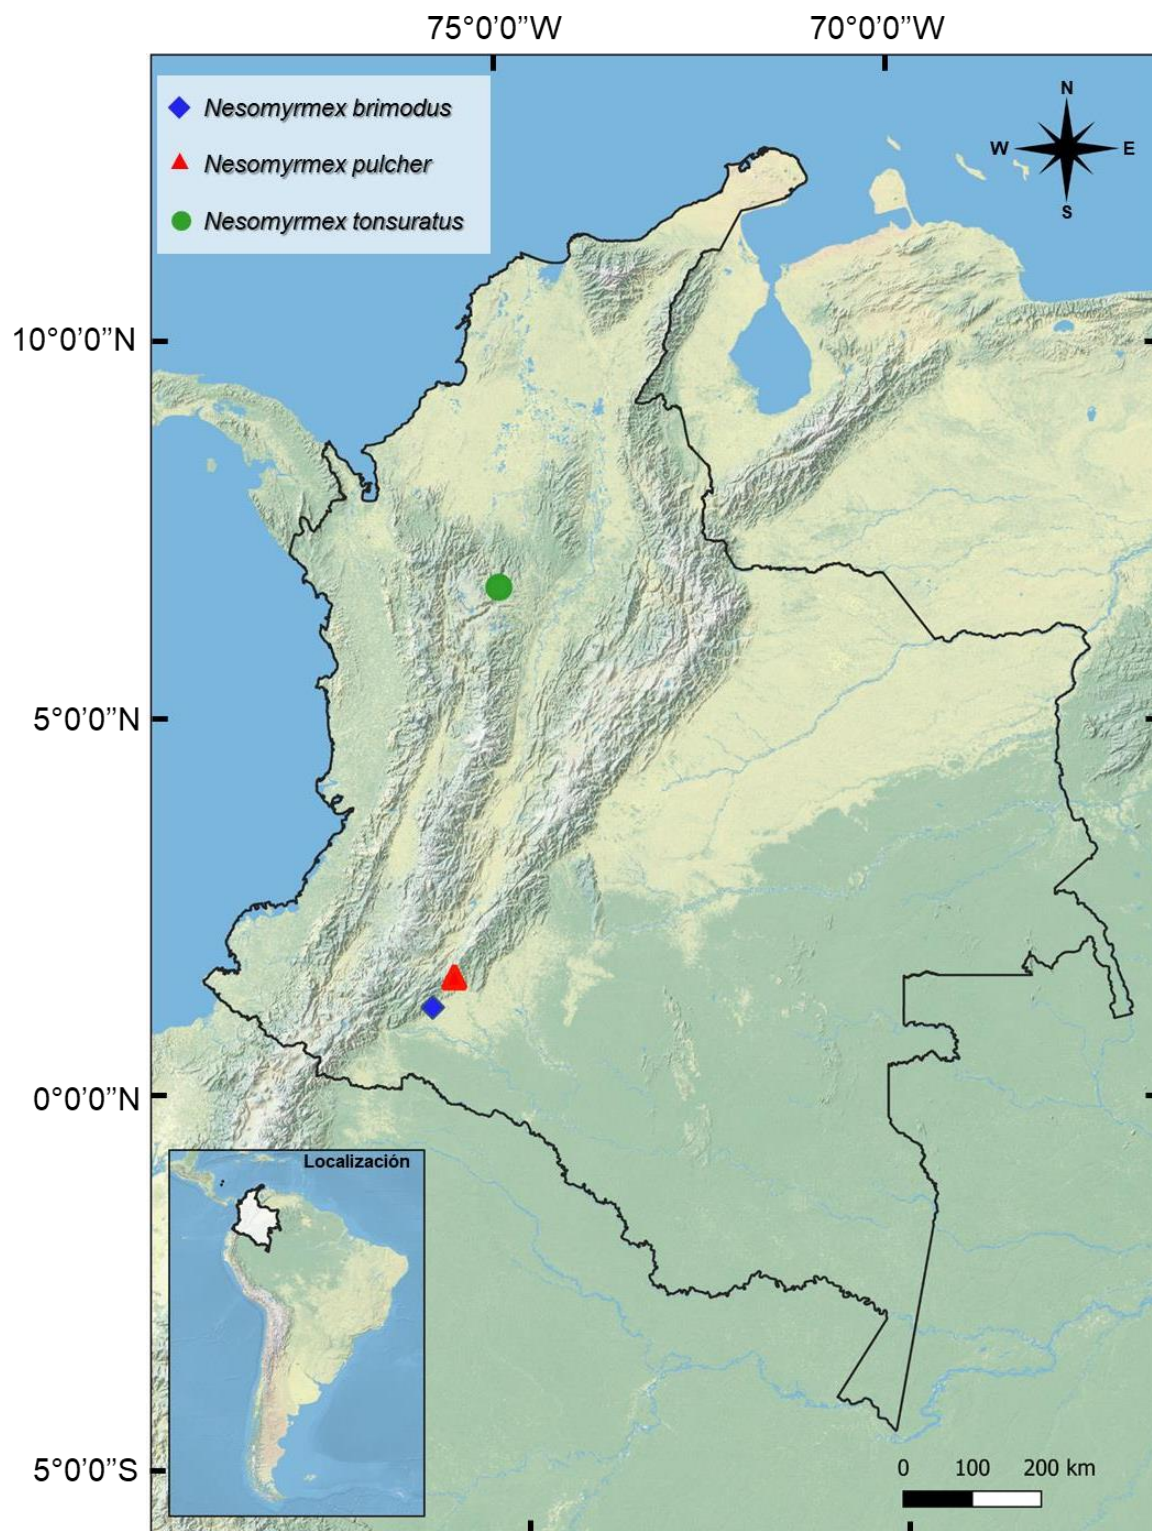 75°0'0”W 70°0'0”W
Nesomyrmex brimodus
Nesomyrmex pulcher
Nesomyrmex tonsuratus
N
W E
S
10°0'0”N
5°0'0”N
0°0'0”N
5°0'0”S
Localización
0 100 200 km